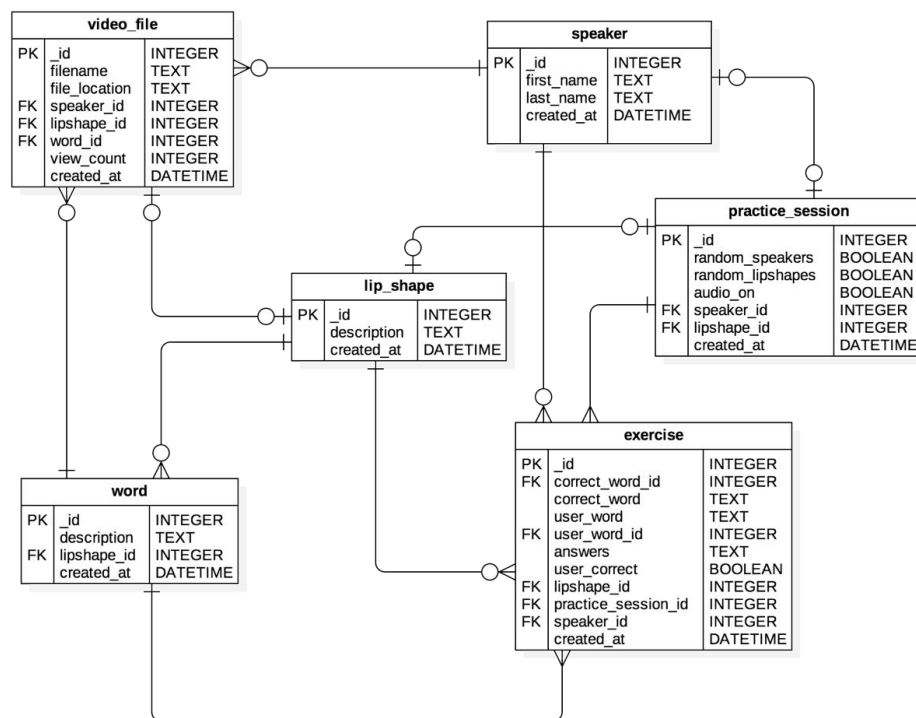 video_file
PK _id INTEGER
filename TEXT
file_location TEXT
FK speaker_id INTEGER
FK lipshape_id INTEGER
FK word_id INTEGER
view_count INTEGER
created_at DATETIME
speaker
PK _id INTEGER
first_name TEXT
last_name TEXT
created_at DATETIME
practice_session
PK _id INTEGER
random_speakers BOOLEAN
random_lipshapes BOOLEAN
audio_on BOOLEAN
FK speaker_id INTEGER
FK lipshape_id INTEGER
created_at DATETIME
lip_shape
PK _id INTEGER
description TEXT
created_at DATETIME
word
PK _id INTEGER
description TEXT
FK lipshape_id INTEGER
created_at DATETIME
exercise
PK _id INTEGER
FK correct_word_id INTEGER
correct_word TEXT
user_word TEXT
FK user_word_id INTEGER
answers TEXT
user_correct BOOLEAN
FK lipshape_id INTEGER
FK practice_session_id INTEGER
FK speaker_id INTEGER
created_at DATETIME